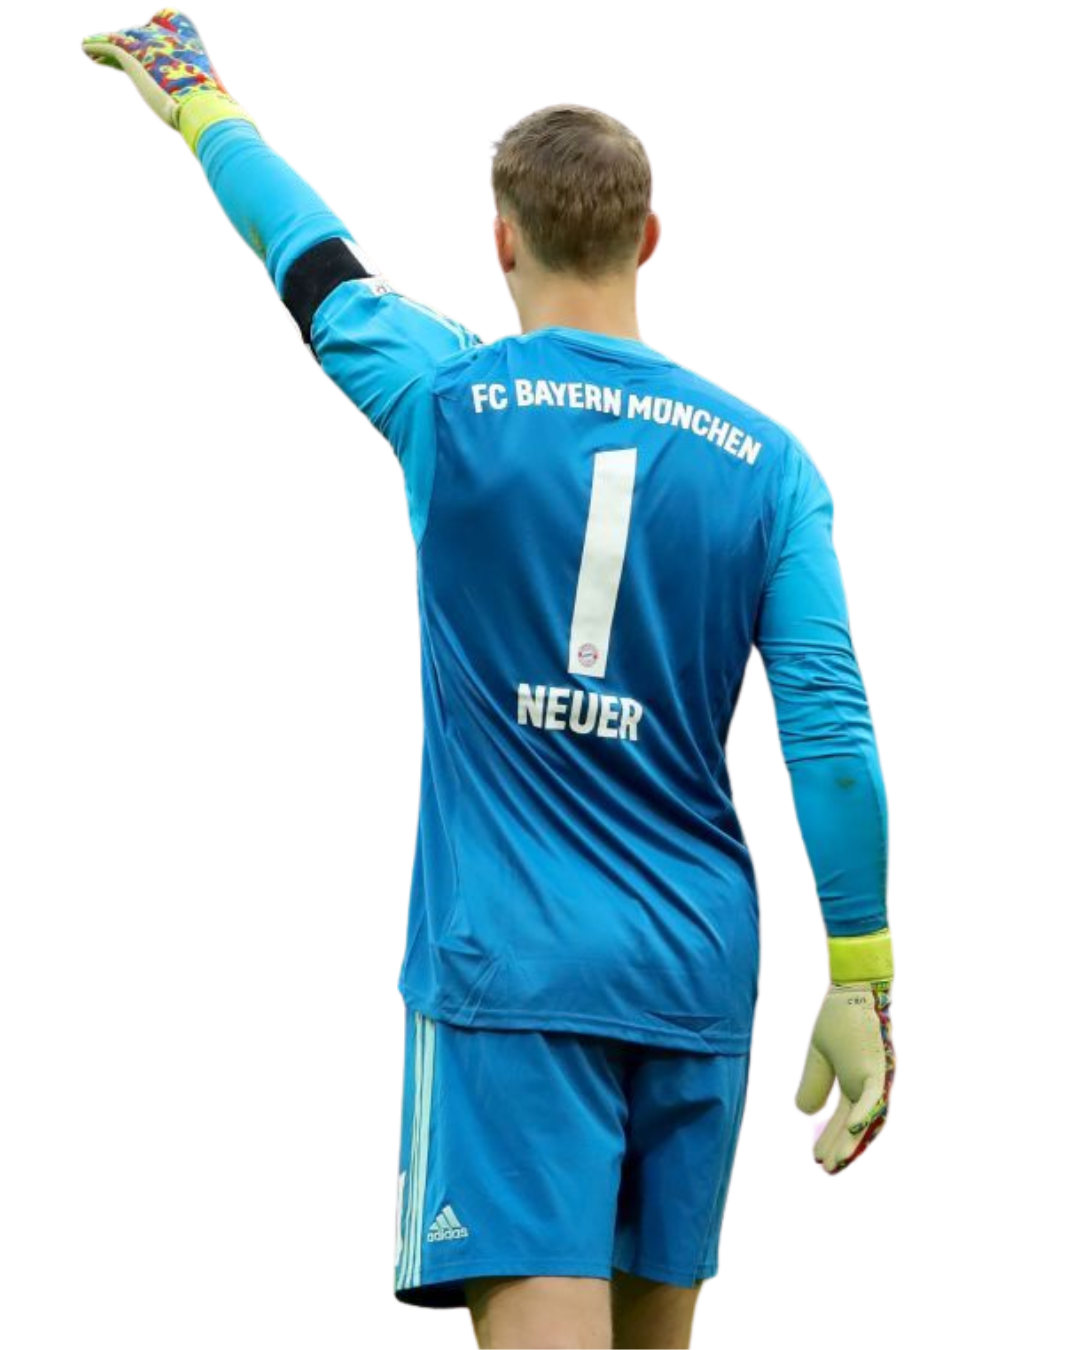 FC BAYERN MÜNCHEN
1
NEUER
adidas